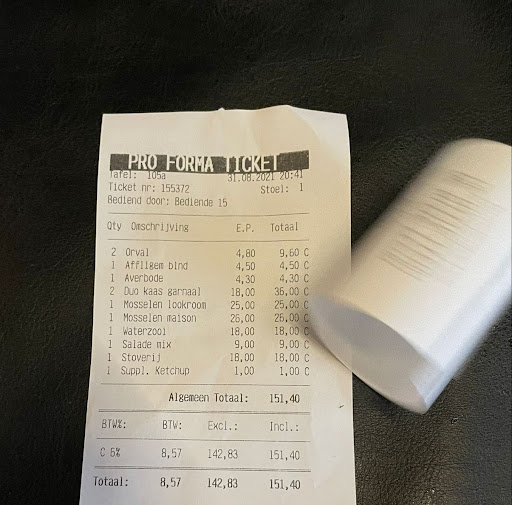 PRO FORMA TICKET
Tafel: 105a 31.08.2021 20:41
Ticket nr: 155372 Stoel: 1
Bediend door: Bediende 15
Qty Omschrijving E.P. Totaal
2 Orval 4,80 9,60 C
1 Affligem blnd 4,50 4,50 C
1 Averbode 4,30 4,30 C
2 Duo kaas garnaal 18,00 36,00 C
1 Mosselen lookroom 25,00 25,00 C
1 Mosselen maison 26,00 26,00 C
1 Waterzooi 18,00 18,00 C
1 Salade mix 9,00 9,00 C
1 Stoverij 18,00 18,00 C
1 Suppl. Ketchup 1,00 1,00 C
Algemeen Totaal: 151,40
BTW%: BTW: Excl.: Incl.:
C 6% 8,57 142,83 151,40
Totaal: 8,57 142,83 151,40